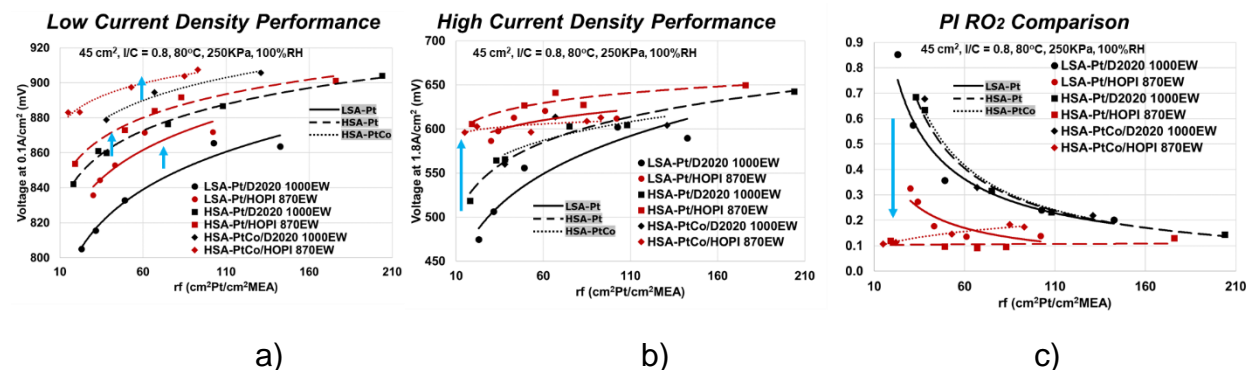 Low Current Density Performance
45 cm², I/C = 0.8, 80ºC, 250KPa, 100%RH
Voltage at 0.1A/cm² (mV)
920
900
880
860
840
820
800
LSA-Pt
HSA-Pt
HSA-PtCo
LSA-Pt/D2020 1000EW
LSA-Pt/HOPI 870EW
HSA-Pt/D2020 1000EW
HSA-Pt/HOPI 870EW
HSA-PtCo/D2020 1000EW
HSA-PtCo/HOPI 870EW
10 60 110 160 210
rf (cm²Pt/cm²MEA)
a)
High Current Density Performance
45 cm², I/C = 0.8, 80ºC, 250KPa, 100%RH
Voltage at 1.8A/cm² (mV)
700
650
600
550
500
450
LSA-Pt/D2020 1000EW
LSA-Pt/HOPI 870EW
HSA-Pt/D2020 1000EW
HSA-Pt/HOPI 870EW
HSA-PtCo/D2020 1000EW
HSA-PtCo/HOPI 870EW
LSA-Pt
HSA-Pt
HSA-PtCo
10 60 110 160 210
rf (cm²Pt/cm²MEA)
b)
PI RO₂ Comparison
45 cm², I/C = 0.8, 80ºC, 250KPa, 100%RH
0.9
0.8
0.7
0.6
0.5
0.4
0.3
0.2
0.1
0.0
LSA-Pt
HSA-Pt
HSA-PtCo
LSA-Pt/D2020 1000EW
LSA-Pt/HOPI 870EW
HSA-Pt/D2020 1000EW
HSA-Pt/HOPI 870EW
HSA-PtCo/D2020 1000EW
HSA-PtCo/HOPI 870EW
10 60 110 160 210
rf (cm²Pt/cm²MEA)
c)